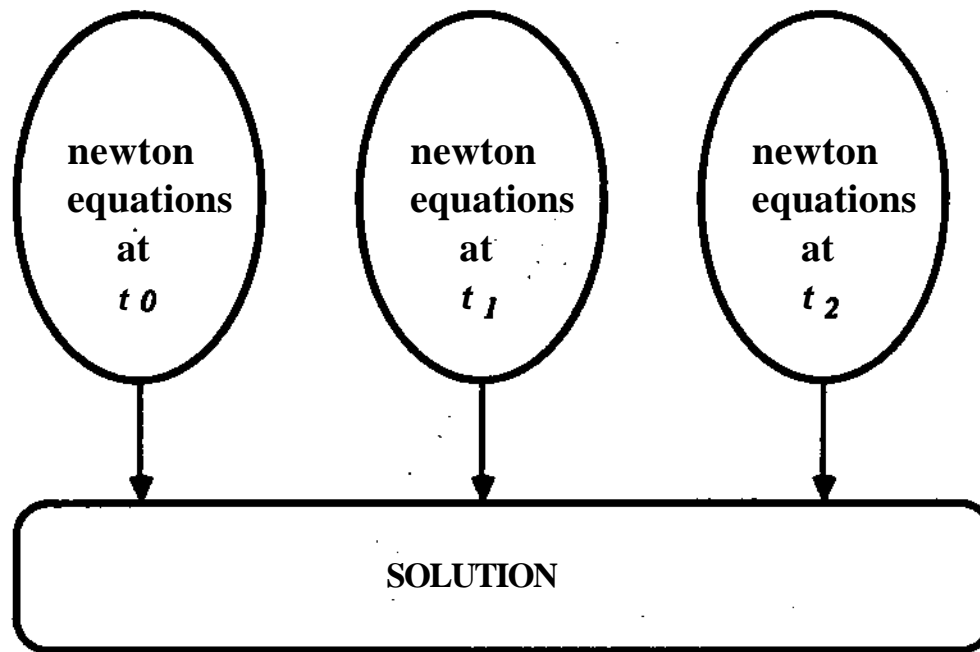 newton
equations
at
t 0
newton
equations
at
t 1
newton
equations
at
t 2
SOLUTION